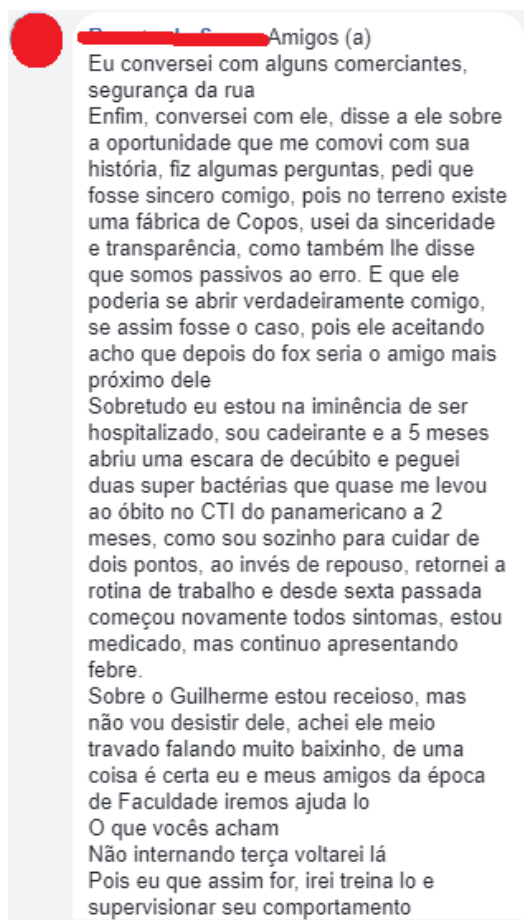 Amigos (a)
Eu conversei com alguns comerciantes,
segurança da rua
Enfim, conversei com ele, disse a ele sobre
a oportunidade que me comovi com sua
história, fiz algumas perguntas, pedi que
fosse sincero comigo, pois no terreno existe
uma fábrica de Copos, usei da sinceridade
e transparência, como também lhe disse
que somos passivos ao erro. E que ele
poderia se abrir verdadeiramente comigo,
se assim fosse o caso, pois ele aceitando
acho que depois do fox seria o amigo mais
próximo dele
Sobretudo eu estou na iminência de ser
hospitalizado, sou cadeirante e a 5 meses
abriu uma escara de decúbito e peguei
duas super bactérias que quase me levou
ao óbito no CTI do panamericano a 2
meses, como sou sozinho para cuidar de
dois pontos, ao invés de repouso, retornei a
rotina de trabalho e desde sexta passada
começou novamente todos sintomas, estou
medicado, mas continuo apresentando
febre.
Sobre o Guilherme estou receioso, mas
não vou desistir dele, achei ele meio
travado falando muito baixinho, de uma
coisa é certa eu e meus amigos da época
de Faculdade iremos ajuda lo
O que vocês acham
Não internando terça voltarei lá
Pois eu que assim for, irei treina lo e
supervisionar seu comportamento